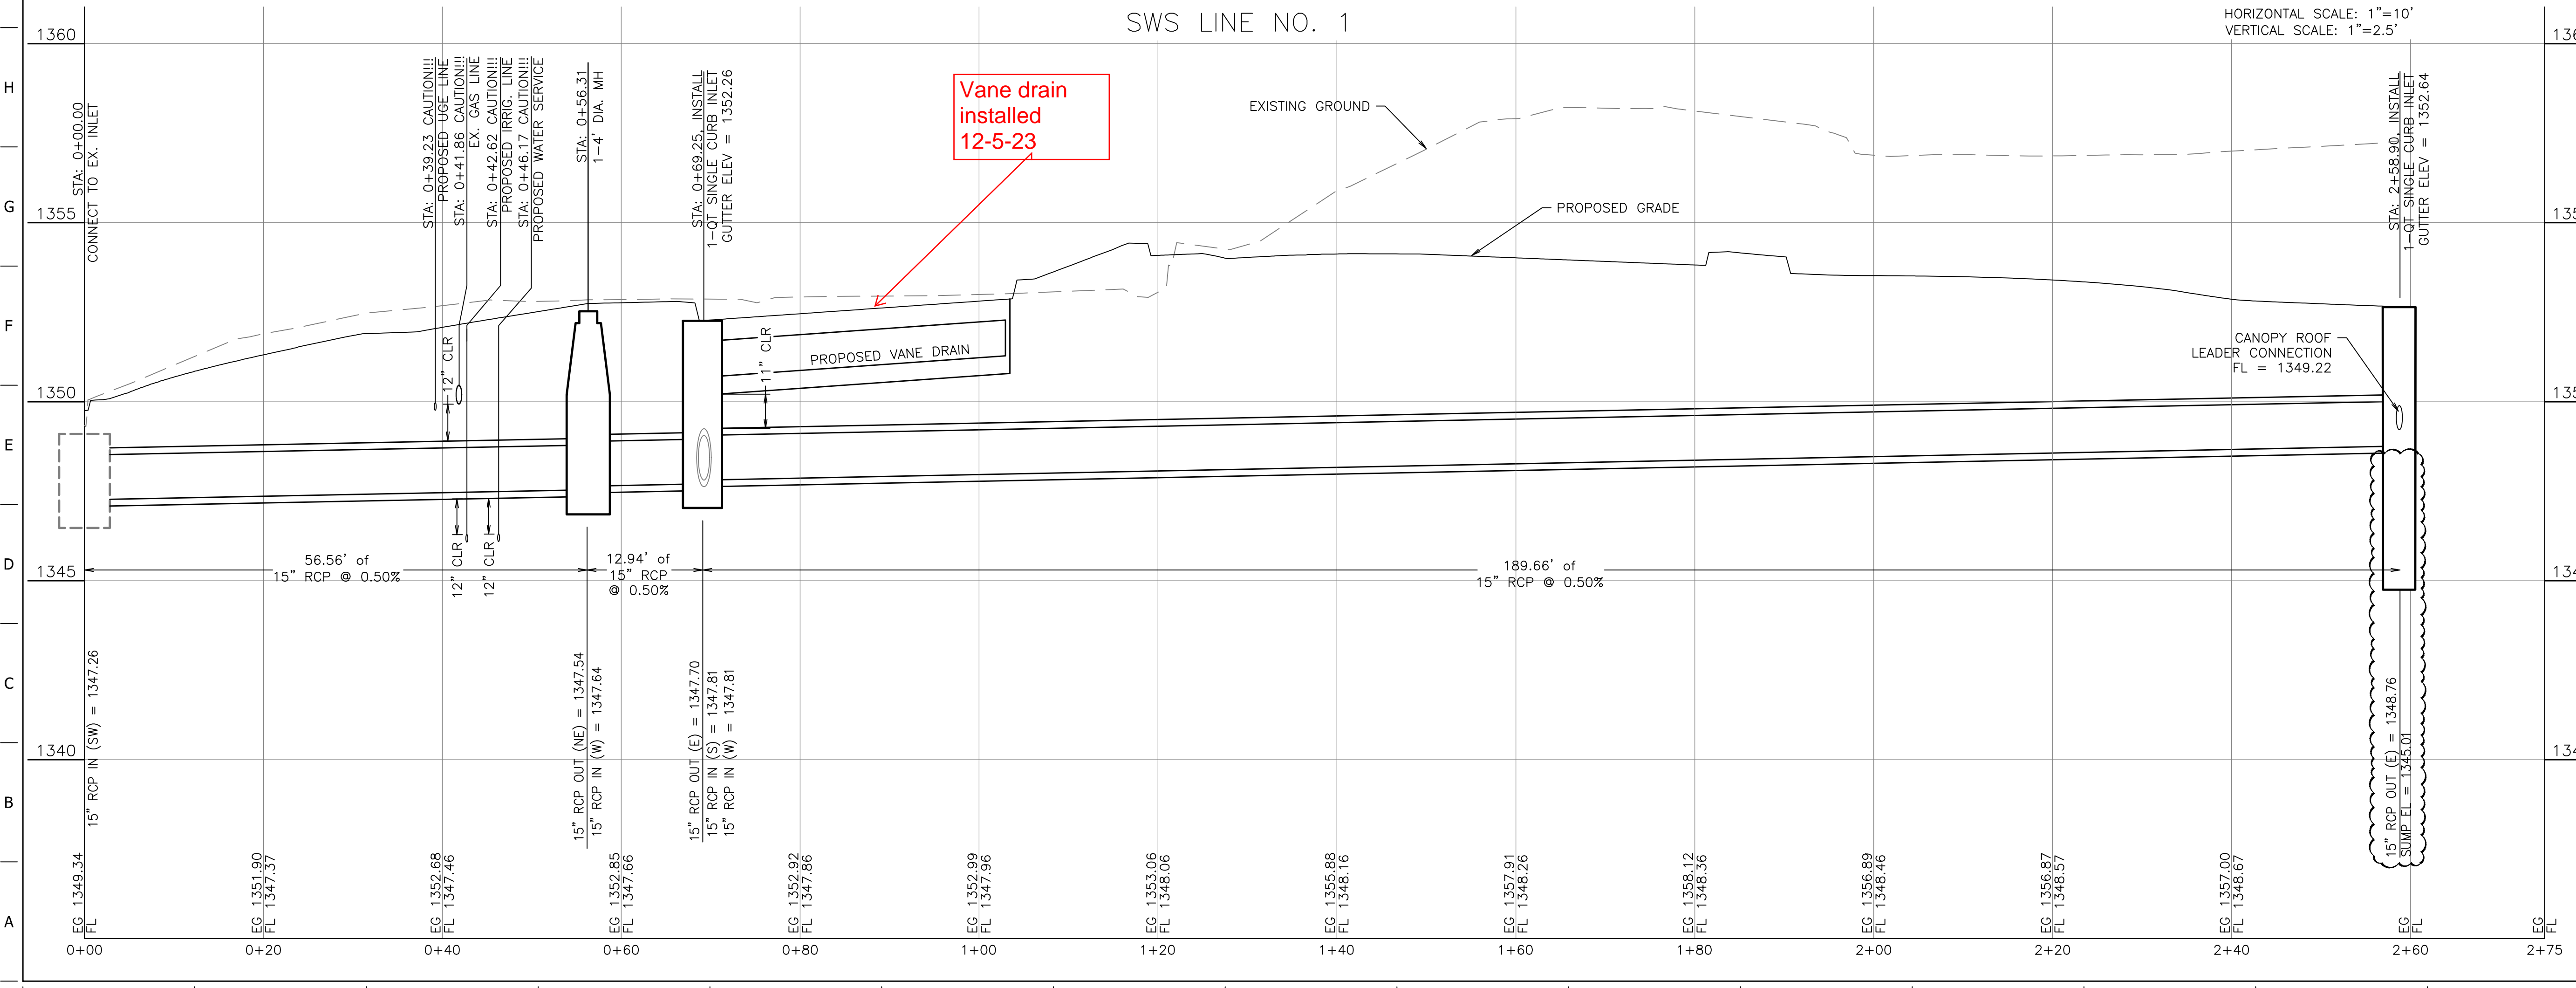 SWS LINE NO. 1
HORIZONTAL SCALE: 1"=10'
VERTICAL SCALE: 1"=2.5'
H
G
F
E
D
C
B
A
1360
1355
1350
1345
1340
STA: 0+00.00
CONNECT TO EX. INLET
STA: 0+39.23 CAUTION!!!
PROPOSED UGE LINE
STA: 0+41.86 CAUTION!!!
EX. GAS LINE
STA: 0+42.62 CAUTION!!!
PROPOSED IRRIG. LINE
STA: 0+46.17 CAUTION!!!
PROPOSED WATER SERVICE
STA: 0+56.31
1-4' DIA. MH
STA: 0+69.25, INSTALL
1-QT SINGLE CURB INLET
GUTTER ELEV = 1352.26
Vane drain
installed
12-5-23
EXISTING GROUND
PROPOSED GRADE
STA: 2+58.90, INSTALL
1-QT SINGLE CURB INLET
GUTTER ELEV = 1352.64
CANOPY ROOF
LEADER CONNECTION
FL = 1349.22
12" CLR
11" CLR
PROPOSED VANE DRAIN
12" CLR
12" CLR
56.56' of
15" RCP @ 0.50%
12.94' of
15" RCP
@ 0.50%
189.66' of
15" RCP @ 0.50%
15" RCP IN (SW) = 1347.26
15" RCP OUT (NE) = 1347.54
15" RCP IN (W) = 1347.64
15" RCP OUT (E) = 1347.70
15" RCP IN (S) = 1347.81
15" RCP IN (W) = 1347.81
15" RCP OUT (E) = 1348.76
SUMP EL = 1345.01
EG 1349.34
FL
EG 1351.90
FL 1347.37
EG 1352.68
FL 1347.46
EG 1352.85
FL 1347.66
EG 1352.92
FL 1347.86
EG 1352.99
FL 1347.96
EG 1353.06
FL 1348.06
EG 1355.88
FL 1348.16
EG 1357.91
FL 1348.26
EG 1358.12
FL 1348.36
EG 1356.89
FL 1348.46
EG 1356.87
FL 1348.57
EG 1357.00
FL 1348.67
EG
FL
EG
FL
0+00
0+20
0+40
0+60
0+80
1+00
1+20
1+40
1+60
1+80
2+00
2+20
2+40
2+60
2+75